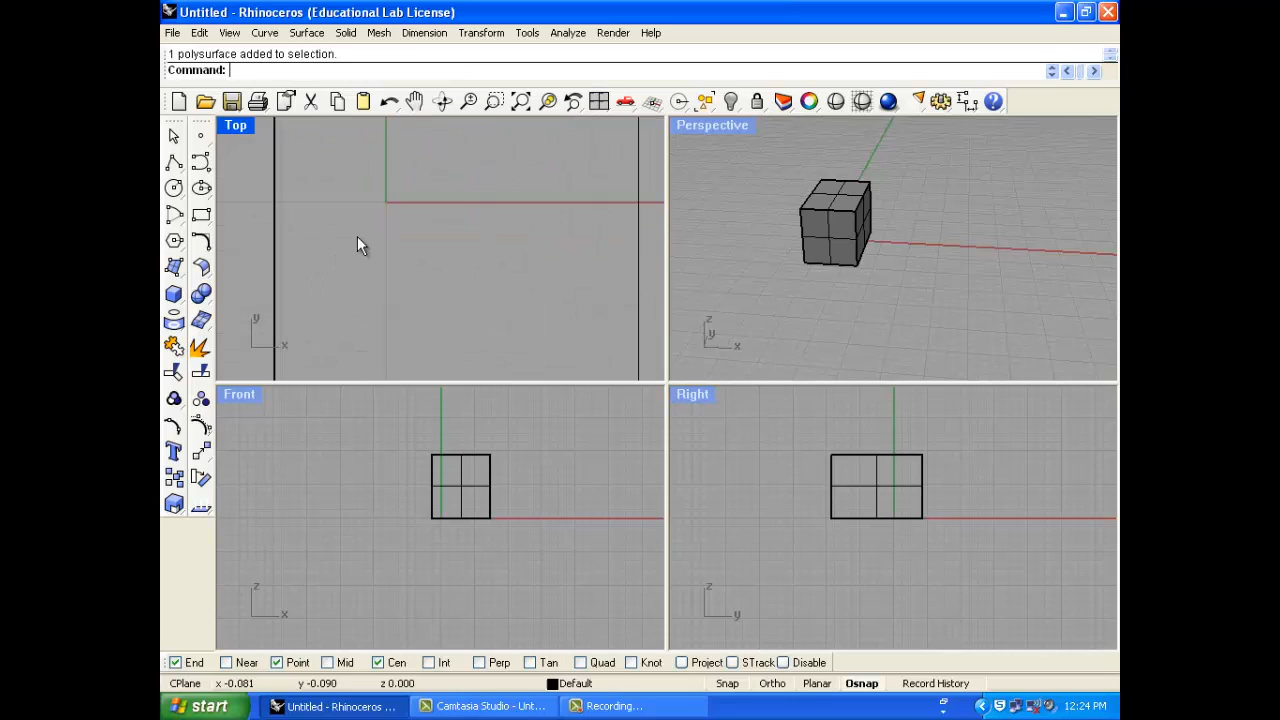 Untitled - Rhinoceros (Educational Lab License)
File Edit View Curve Surface Solid Mesh Dimension Transform Tools Analyze Render Help
1 polysurface added to selection.
Command:
Top
y
x
Perspective
z
y
x
Front
z
x
Right
z
y
End Near Point Mid Cen Int Perp Tan Quad Knot Project STrack Disable
CPlane x -0.081 y -0.090 z 0.000 Default Snap Ortho Planar Osnap Record History
start Untitled - Rhinoceros ... Camtasia Studio - Unt... Recording... 12:24 PM